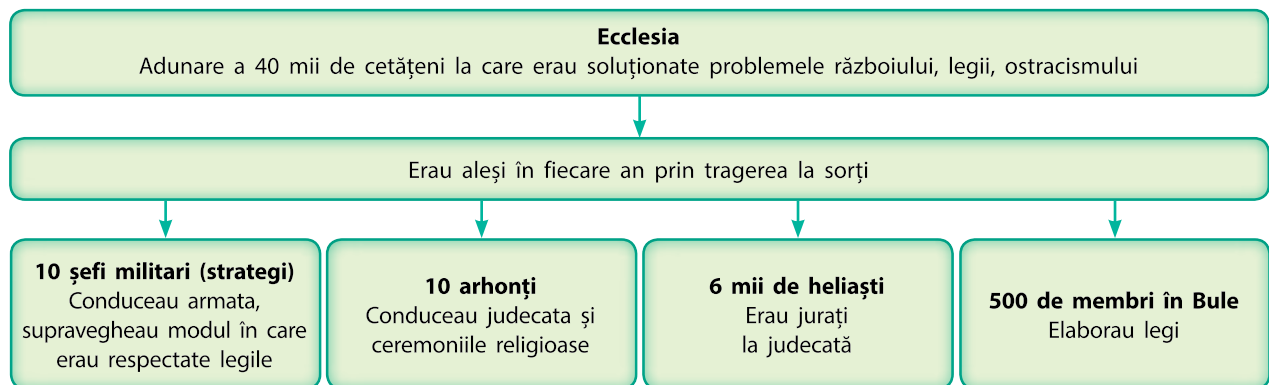 Ecclesia
Adunare a 40 mii de cetățeni la care erau soluționate problemele războiului, legii, ostracismului
Erau aleși în fiecare an prin tragerea la sorți
10 șefi militari (strategi)
Conduceau armata,
supravegheau modul în care
erau respectate legile
10 arhonți
Conduceau judecata și
ceremoniile religioase
6 mii de heliaști
Erau jurați
la judecată
500 de membri în Bule
Elaborau legi